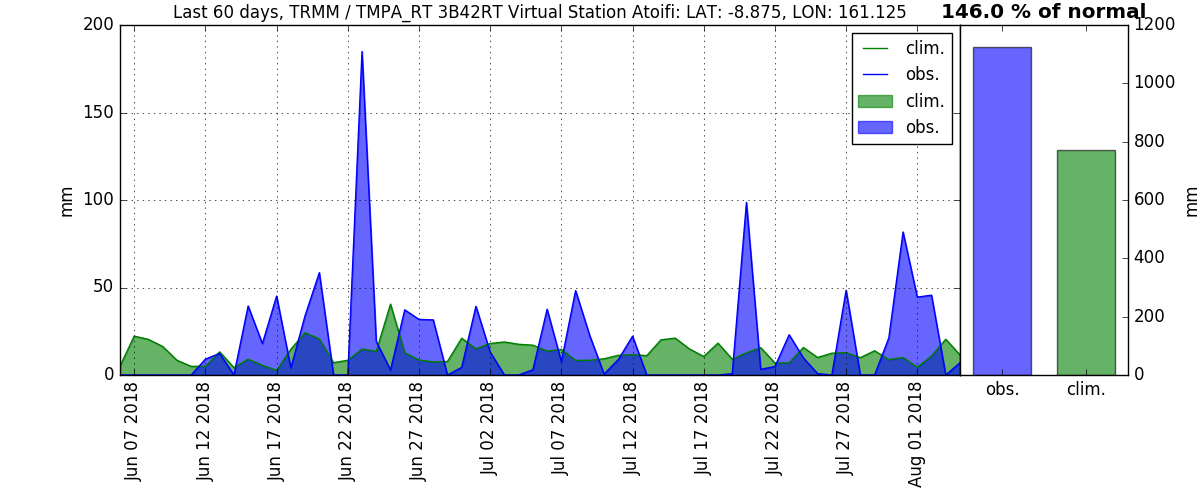 Last 60 days, TRMM / TMPA_RT 3B42RT Virtual Station Atoifi: LAT: -8.875, LON: 161.125
146.0 % of normal
200
150
100
50
0
mm
clim.
obs.
clim.
obs.
Jun 07 2018
Jun 12 2018
Jun 17 2018
Jun 22 2018
Jun 27 2018
Jul 02 2018
Jul 07 2018
Jul 12 2018
Jul 17 2018
Jul 22 2018
Jul 27 2018
Aug 01 2018
1200
1000
800
600
400
200
0
mm
obs.
clim.